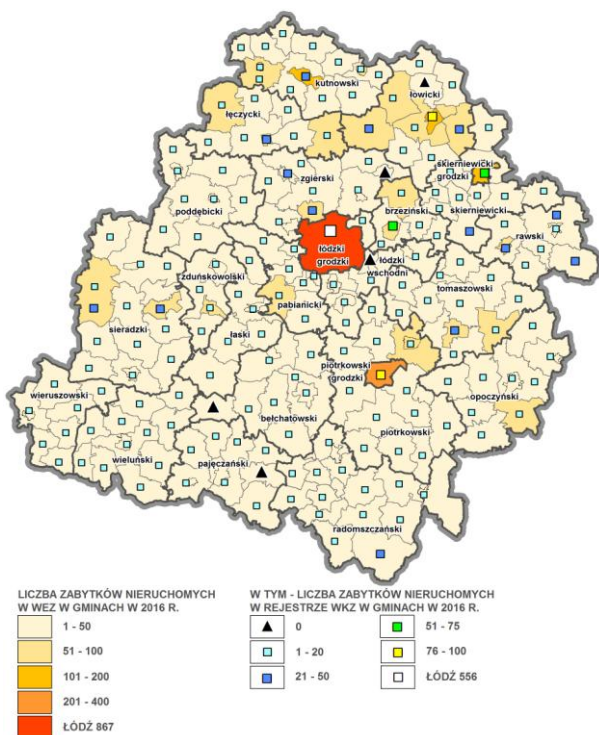 kutnowski
łowicki
łęczycki
skierniewicki
grodzki
zgierski
poddębicki
brzeziński
skierniewicki
rawski
łódzki
grodzki
łódzki
wschodni
zduńskowolski
tomaszowski
pabianicki
sieradzki
łaski
piotrkowski
grodzki
wieruszowski
opoczyński
bełchatowski
piotrkowski
wieluński
pajęczański
radomszczański
LICZBA ZABYTKÓW NIERUCHOMYCH
W WEZ W GMINACH W 2016 R.
1 - 50
51 - 100
101 - 200
201 - 400
ŁÓDŹ 867
W TYM - LICZBA ZABYTKÓW NIERUCHOMYCH
W REJESTRZE WKZ W GMINACH W 2016 R.
0
1 - 20
21 - 50
51 - 75
76 - 100
ŁÓDŹ 556